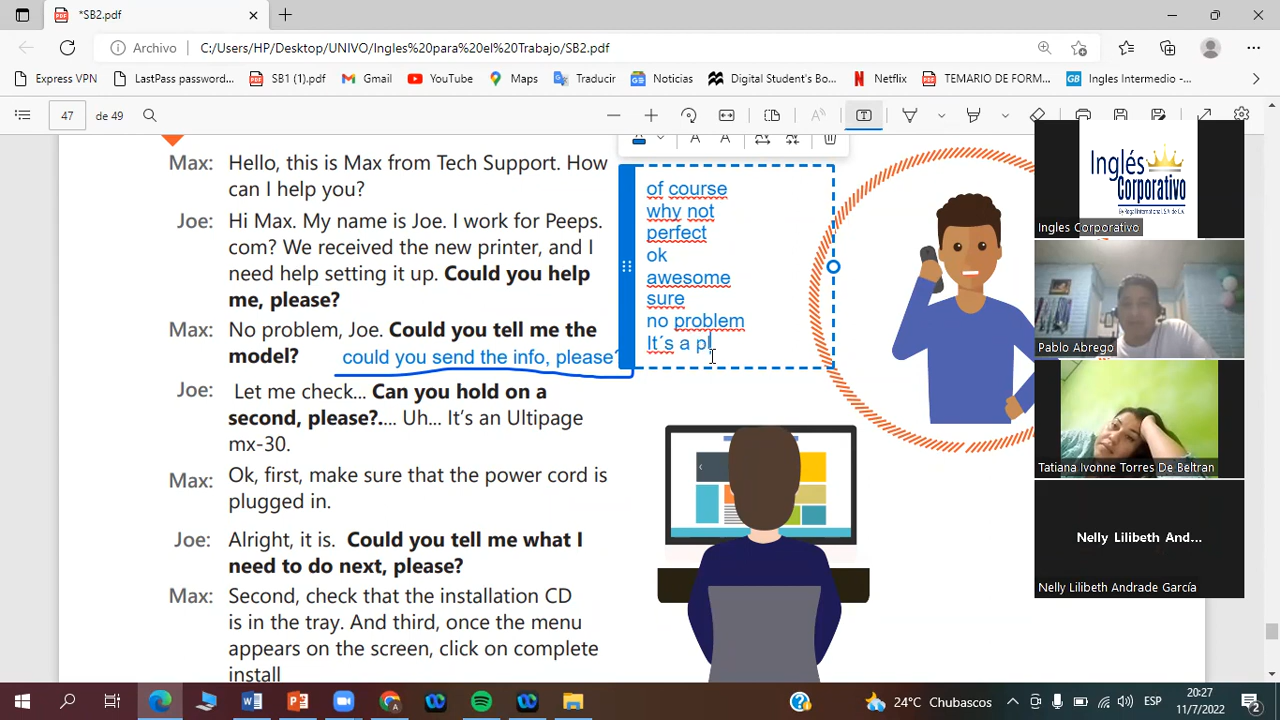 *SB2.pdf
Archivo
C:/Users/HP/Desktop/UNIVO/Ingles%20para%20el%20Trabajo/SB2.pdf
Express VPN
LastPass password...
SB1 (1).pdf
Gmail
YouTube
Maps
Traducir
Noticias
Digital Student's Bo...
Netflix
TEMARIO DE FORM...
Ingles Intermedio -...
47
de 49
Max: Hello, this is Max from Tech Support. How
can I help you?
Joe: Hi Max. My name is Joe. I work for Peeps.
com? We received the new printer, and I
need help setting it up. Could you help
me, please?
Max: No problem, Joe. Could you tell me the
model?
could you send the info, please?
Joe: Let me check... Can you hold on a
second, please?.... Uh... It's an Ultipage
mx-30.
Max: Ok, first, make sure that the power cord is
plugged in.
Joe: Alright, it is. Could you tell me what I
need to do next, please?
Max: Second, check that the installation CD
is in the tray. And third, once the menu
appears on the screen, click on complete
install
of course
why not
perfect
ok
awesome
sure
no problem
It´s a pl
Inglés
Corporativo
Ingles Corporativo
Pablo Abrego
Tatiana Ivonne Torres De Beltran
Nelly Lilibeth And...
Nelly Lilibeth Andrade García
24°C Chubascos
ESP
20:27
11/7/2022
2